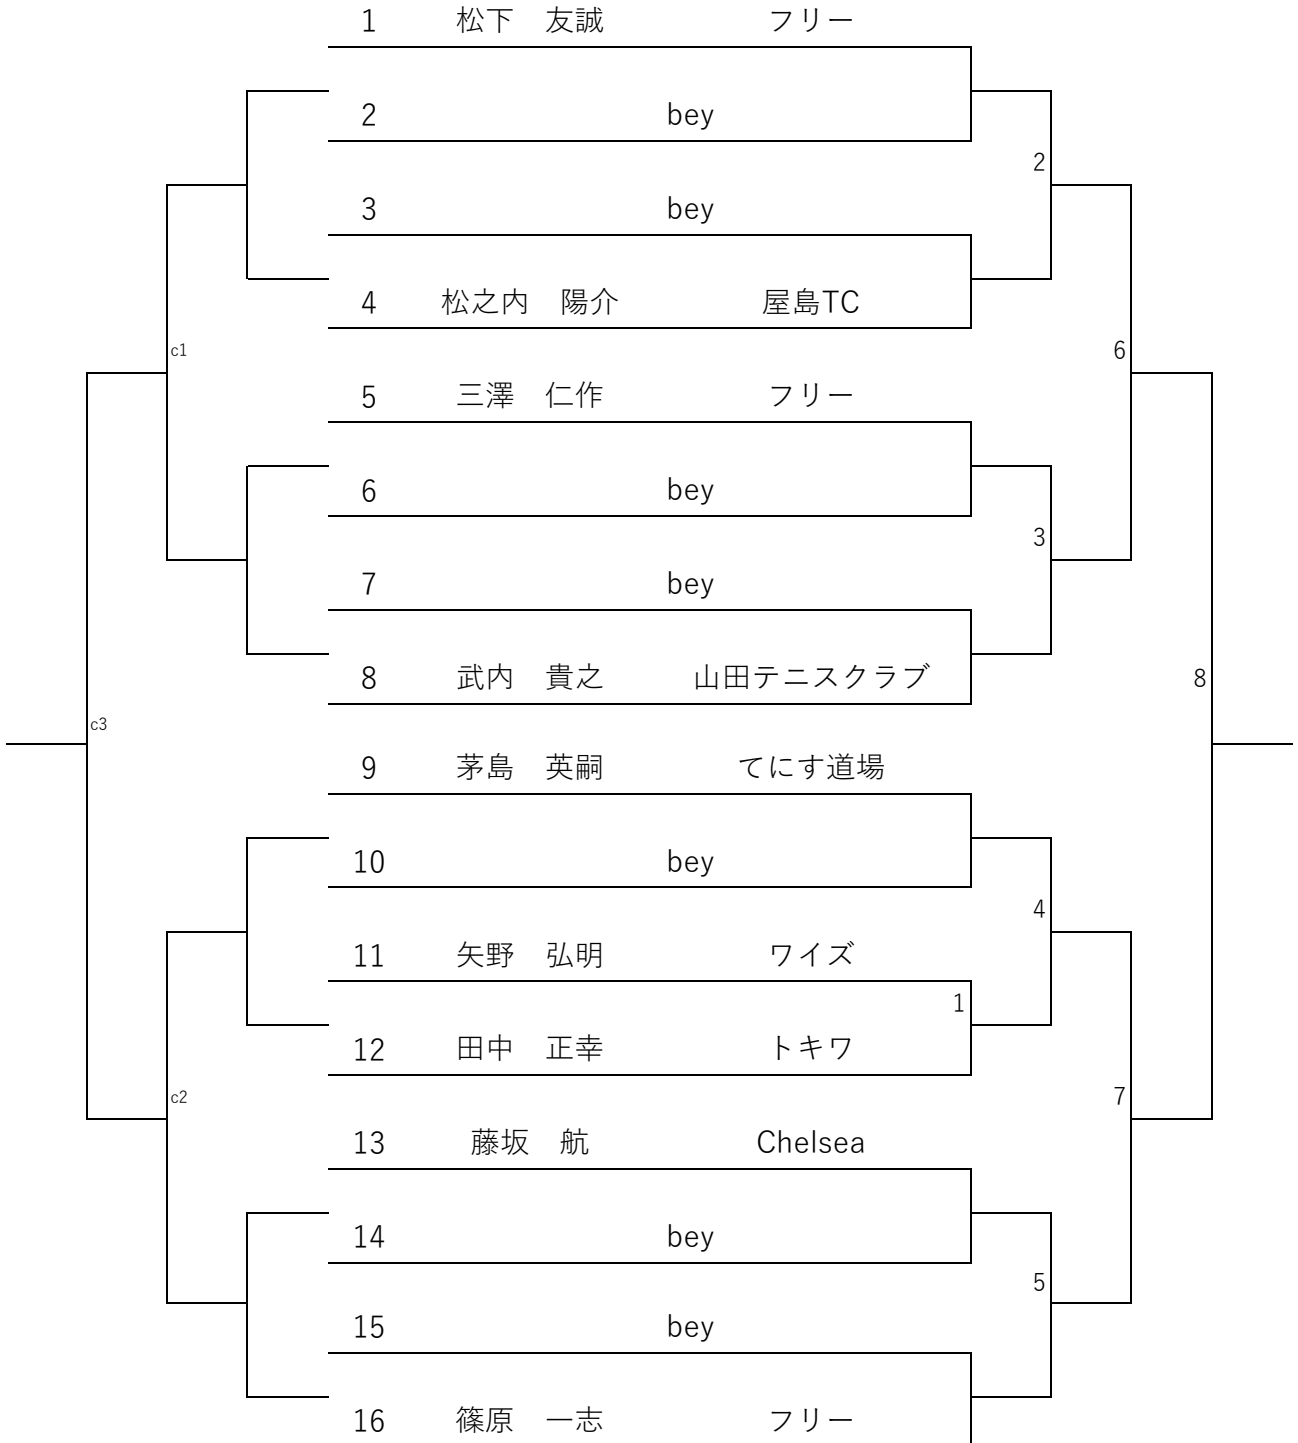 1 松下　友誠 フリー
2 bey
2
3 bey
4 松之内　陽介 屋島TC
c1
6
5 三澤　仁作 フリー
6 bey
3
7 bey
8 武内　貴之 山田テニスクラブ
8
c3
9 茅島　英嗣 てにす道場
10 bey
4
11 矢野　弘明 ワイズ
1
12 田中　正幸 トキワ
c2
7
13 藤坂　航 Chelsea
14 bey
5
15 bey
16 篠原　一志 フリー